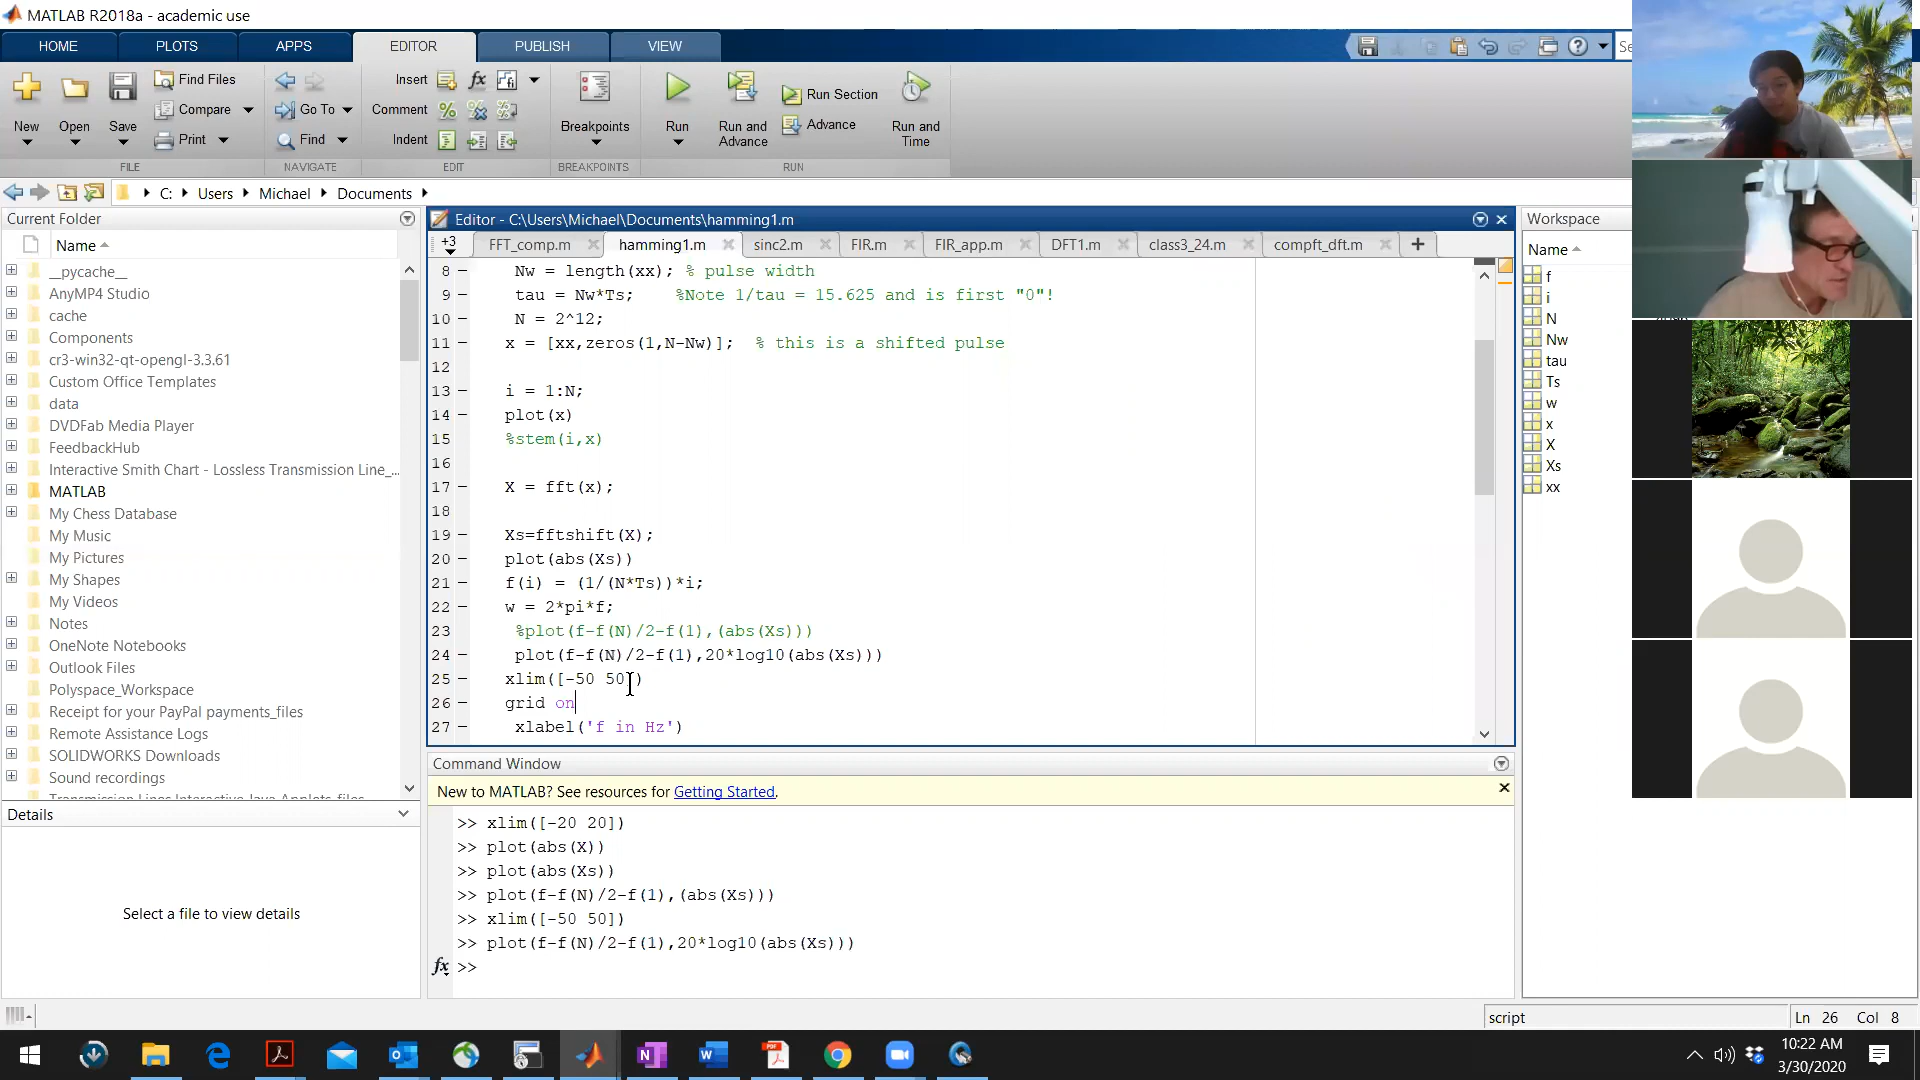 MATLAB R2018a - academic use
HOME PLOTS APPS EDITOR PUBLISH VIEW
Se
New Open Save
Find Files
Compare
Print
Go To
Find
Insert
Comment
Indent
Breakpoints
Run
Run and Advance
Run Section
Advance
Run and Time
FILE NAVIGATE EDIT BREAKPOINTS RUN
C: Users Michael Documents
Current Folder
Name
__pycache__
AnyMP4 Studio
cache
Components
cr3-win32-qt-opengl-3.3.61
Custom Office Templates
data
DVDFab Media Player
FeedbackHub
Interactive Smith Chart - Lossless Transmission Line_...
MATLAB
My Chess Database
My Music
My Pictures
My Shapes
My Videos
Notes
OneNote Notebooks
Outlook Files
Polyspace_Workspace
Receipt for your PayPal payments_files
Remote Assistance Logs
SOLIDWORKS Downloads
Sound recordings
Details
Select a file to view details
Editor - C:\Users\Michael\Documents\hamming1.m
+3 FFT_comp.m hamming1.m sinc2.m FIR.m FIR_app.m DFT1.m class3_24.m compft_dft.m
8 – Nw = length(xx); % pulse width
9 – tau = Nw*Ts; %Note 1/tau = 15.625 and is first "0"!
10 – N = 2^12;
11 – x = [xx,zeros(1,N-Nw)]; % this is a shifted pulse
12 –
13 – i = 1:N;
14 – plot(x)
15 – %stem(i,x)
16 –
17 – X = fft(x);
18 –
19 – Xs=fftshift(X);
20 – plot(abs(Xs))
21 – f(i) = (1/(N*Ts))*i;
22 – w = 2*pi*f;
23 – %plot(f-f(N)/2-f(1),(abs(Xs)))
24 – plot(f-f(N)/2-f(1),20*log10(abs(Xs)))
25 – xlim([-50 50])
26 – grid on
27 – xlabel('f in Hz')
Command Window
New to MATLAB? See resources for Getting Started.
>> xlim([-20 20])
>> plot(abs(X))
>> plot(abs(Xs))
>> plot(f-f(N)/2-f(1),(abs(Xs)))
>> xlim([-50 50])
>> plot(f-f(N)/2-f(1),20*log10(abs(Xs)))
fx >>
Workspace
Name
f
i
N
Nw
tau
Ts
w
x
X
Xs
xx
script Ln 26 Col 8
10:22 AM
3/30/2020